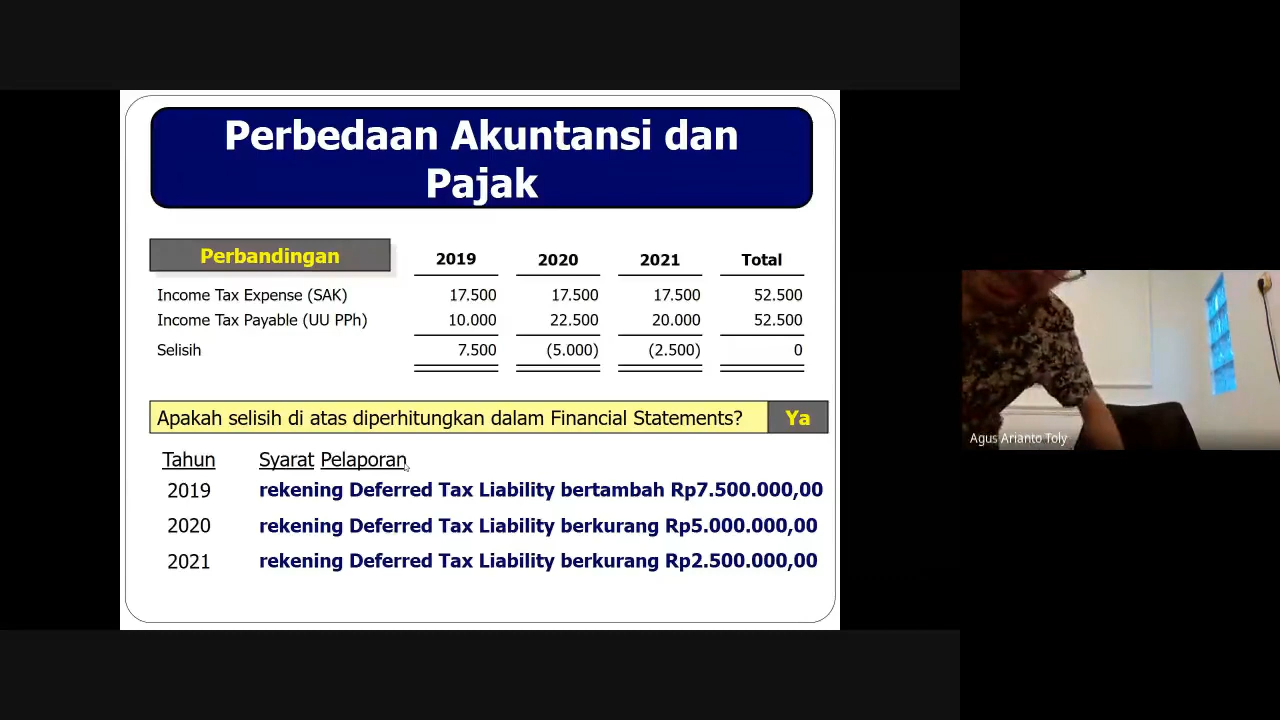 Perbedaan Akuntansi dan
Pajak
Perbandingan 2019 2020 2021 Total
Income Tax Expense (SAK) 17.500 17.500 17.500 52.500
Income Tax Payable (UU PPh) 10.000 22.500 20.000 52.500
Selisih 7.500 (5.000) (2.500) 0
Apakah selisih di atas diperhitungkan dalam Financial Statements? Ya
Tahun Syarat Pelaporan
2019 rekening Deferred Tax Liability bertambah Rp7.500.000,00
2020 rekening Deferred Tax Liability berkurang Rp5.000.000,00
2021 rekening Deferred Tax Liability berkurang Rp2.500.000,00
Agus Arianto Toly